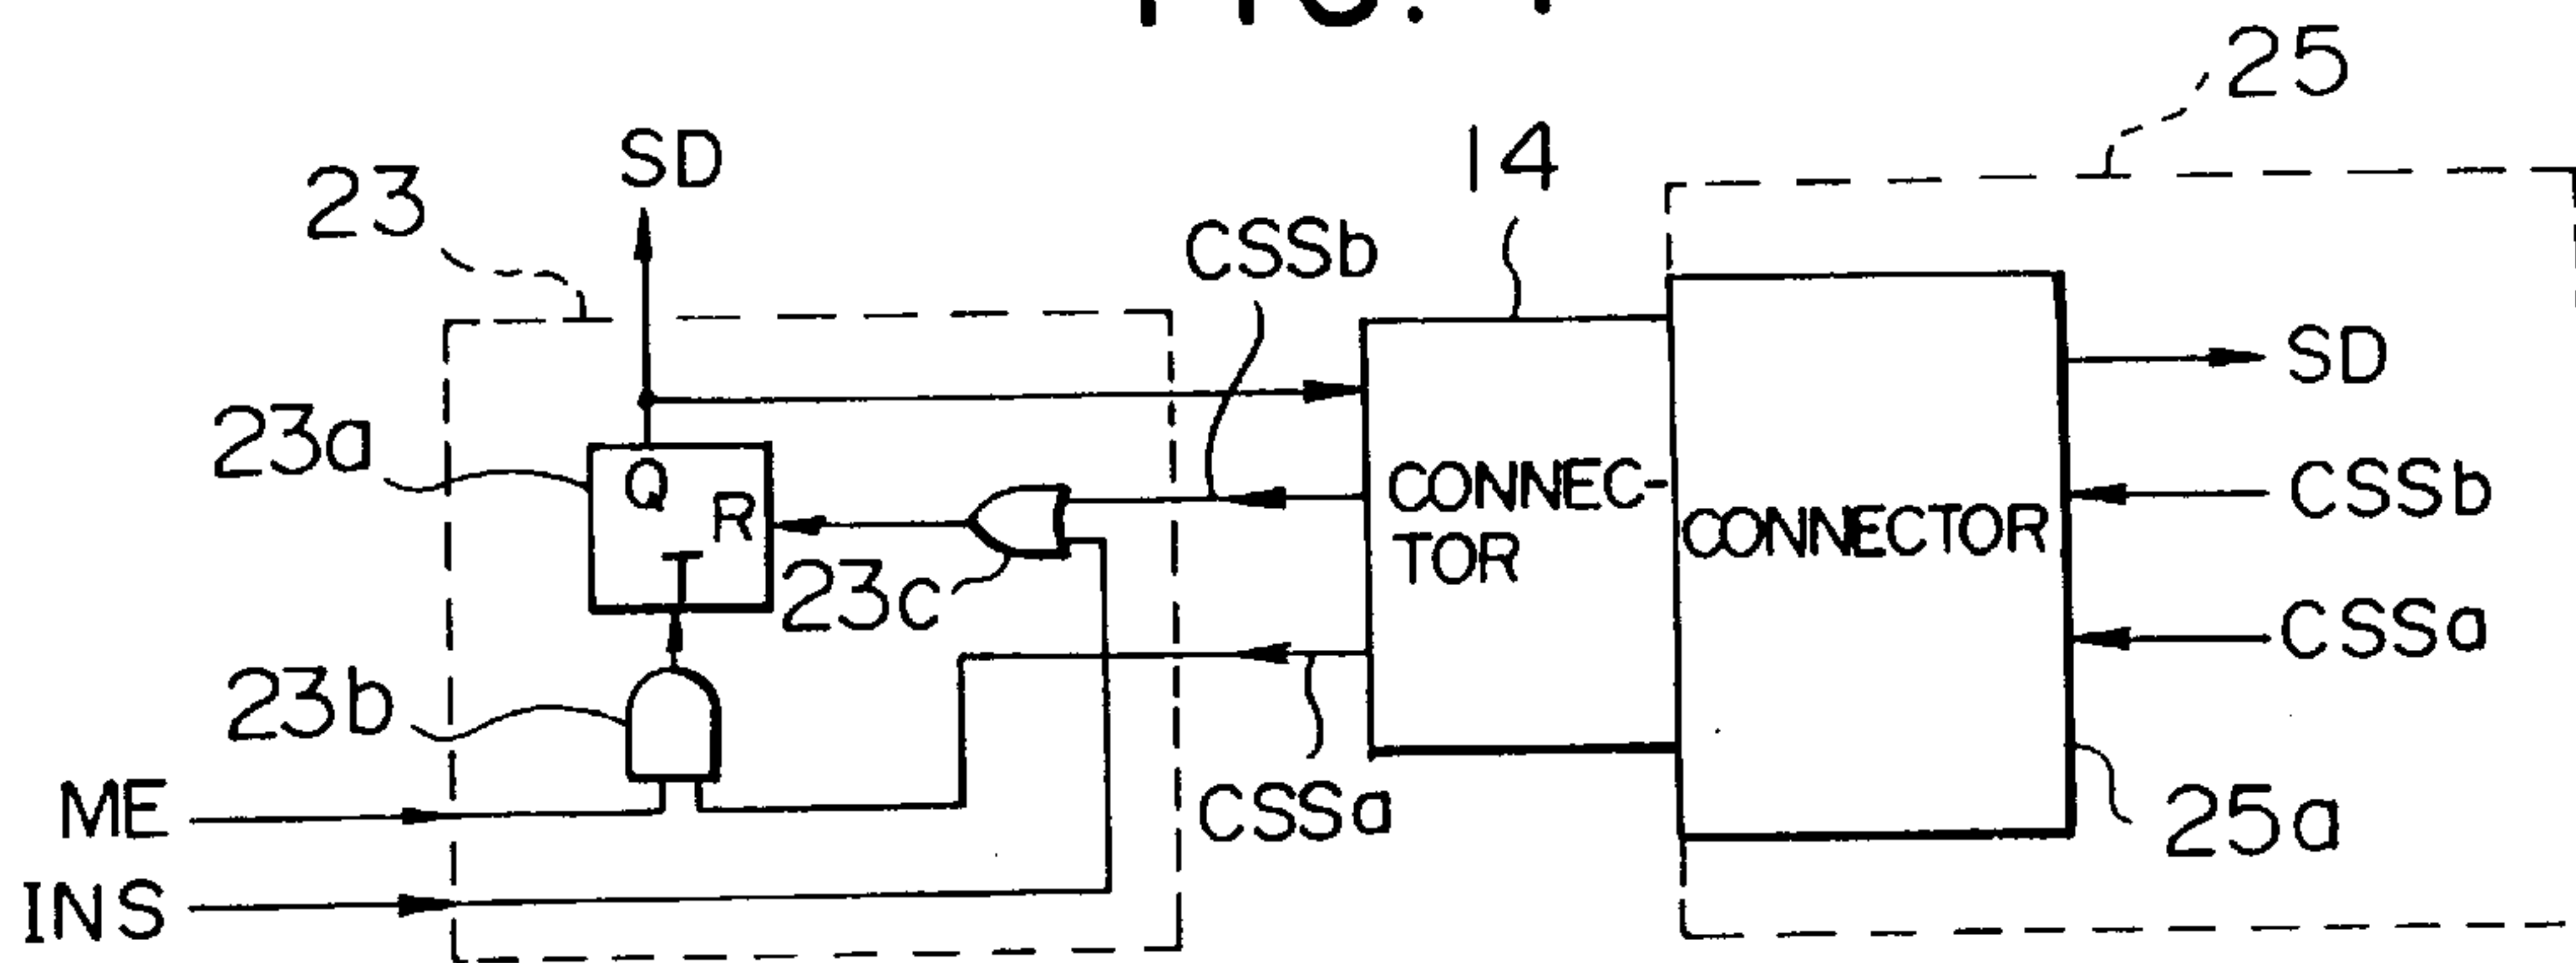 25
SD
14
23
CSSb
SD
23a
Q
R
T
CONNEC-
TOR
CONNECTOR
CSSb
23c
CSSa
23b
ME
CSSa
25a
INS